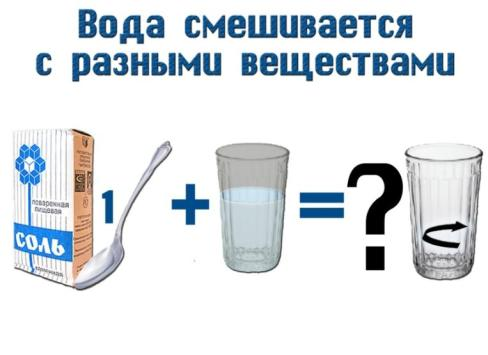 Вода смешивается
с разными веществами
поваренная
пищевая
СОЛЬ
1
+
=
?